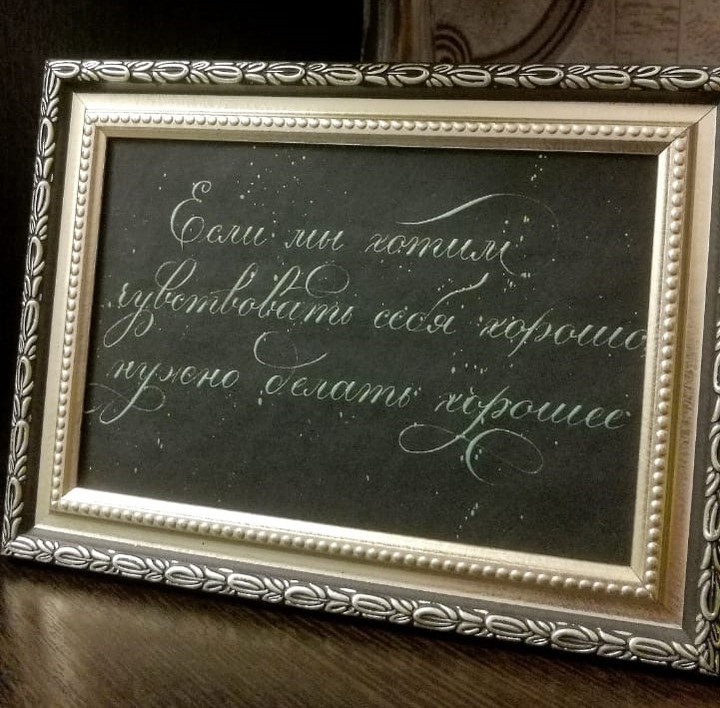 Если мы хотим
чувствовать себя хорошо
нужно делать хорошее